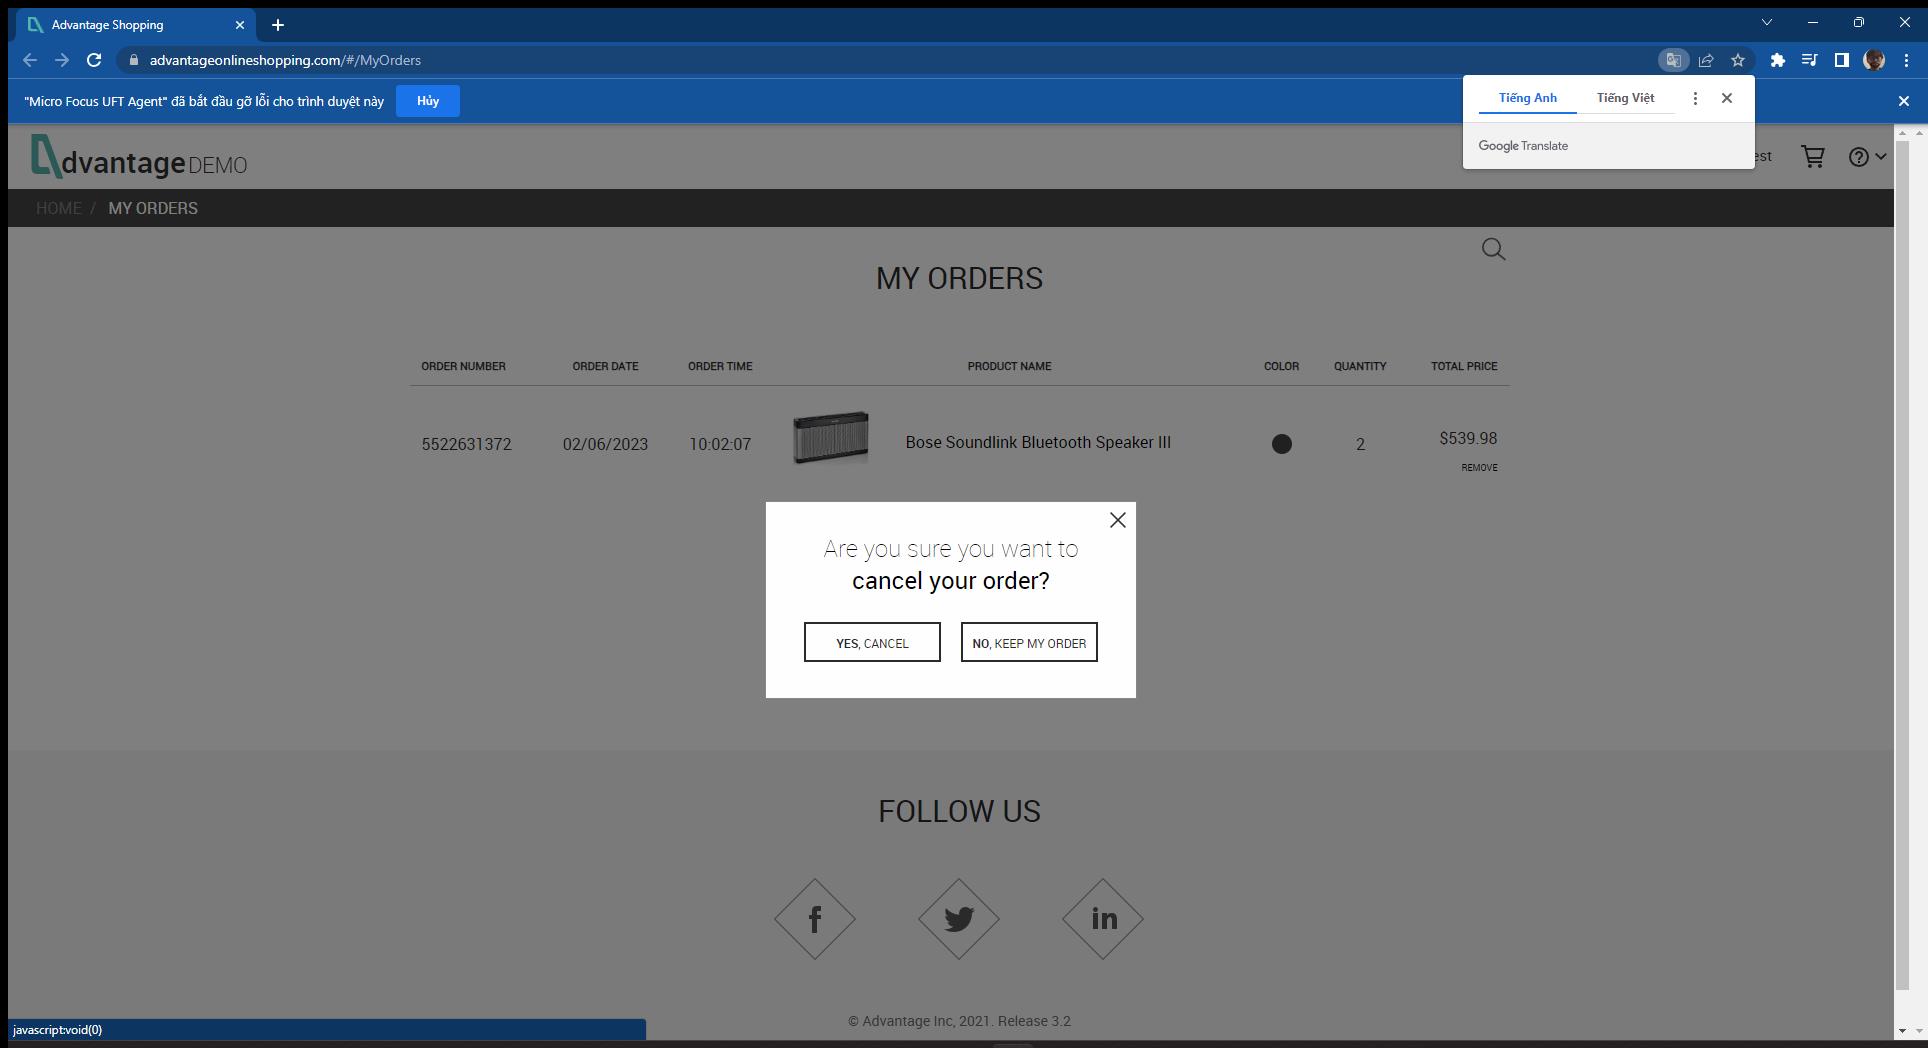 Advantage Shopping
advantageonlineshopping.com/#/MyOrders
"Micro Focus UFT Agent" đã bắt đầu gỡ lỗi cho trình duyệt này
Hủy
Tiếng Anh
Tiếng Việt
Google Translate
dvantage DEMO
est
HOME / MY ORDERS
MY ORDERS
ORDER NUMBER ORDER DATE ORDER TIME PRODUCT NAME COLOR QUANTITY TOTAL PRICE
5522631372 02/06/2023 10:02:07 Bose Soundlink Bluetooth Speaker III 2 $539.98
REMOVE
Are you sure you want to
cancel your order?
YES, CANCEL
NO, KEEP MY ORDER
FOLLOW US
f
in
© Advantage Inc, 2021. Release 3.2
javascript:void(0)